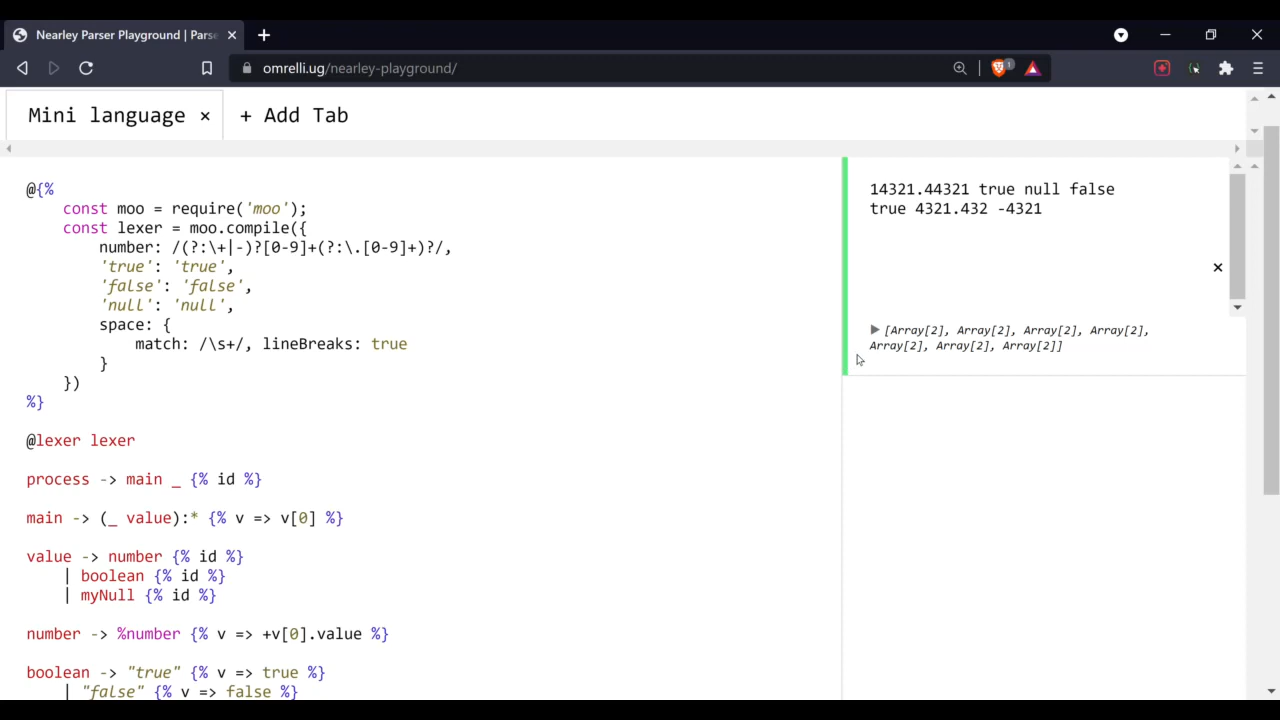 Nearley Parser Playground | Parse
omrelli.ug/nearley-playground/
1
Mini language ×
+ Add Tab
@{%
const moo = require('moo');
const lexer = moo.compile({
number: /(?:\+|-)?[0-9]+(?:\.[0-9]+)?/,
'true': 'true',
'false': 'false',
'null': 'null',
space: {
match: /\s+/, lineBreaks: true
}
})
%}
@lexer lexer
process -> main _ {% id %}
main -> (_ value):* {% v => v[0] %}
value -> number {% id %}
| boolean {% id %}
| myNull {% id %}
number -> %number {% v => +v[0].value %}
boolean -> "true" {% v => true %}
| "false" {% v => false %}
14321.44321 true null false
true 4321.432 -4321
×
▶ [Array[2], Array[2], Array[2], Array[2],
Array[2], Array[2], Array[2]]